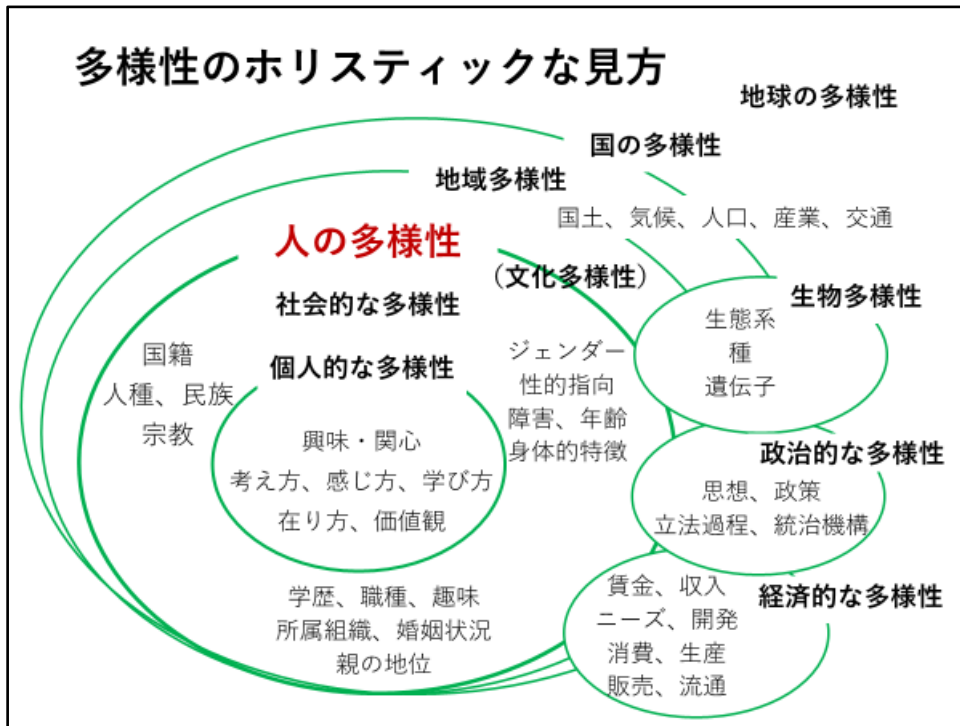 多様性のホリスティックな見方
地球の多様性
国の多様性
地域多様性
国土、気候、人口、産業、交通
人の多様性
（文化多様性）
社会的な多様性
生物多様性
生態系
種
遺伝子
国籍
人種、民族
宗教
個人的な多様性
ジェンダー
性的指向
障害、年齢
身体的特徴
興味・関心
考え方、感じ方、学び方
在り方、価値観
政治的な多様性
思想、政策
立法過程、統治機構
学歴、職種、趣味
所属組織、婚姻状況
親の地位
経済的な多様性
賃金、収入
ニーズ、開発
消費、生産
販売、流通